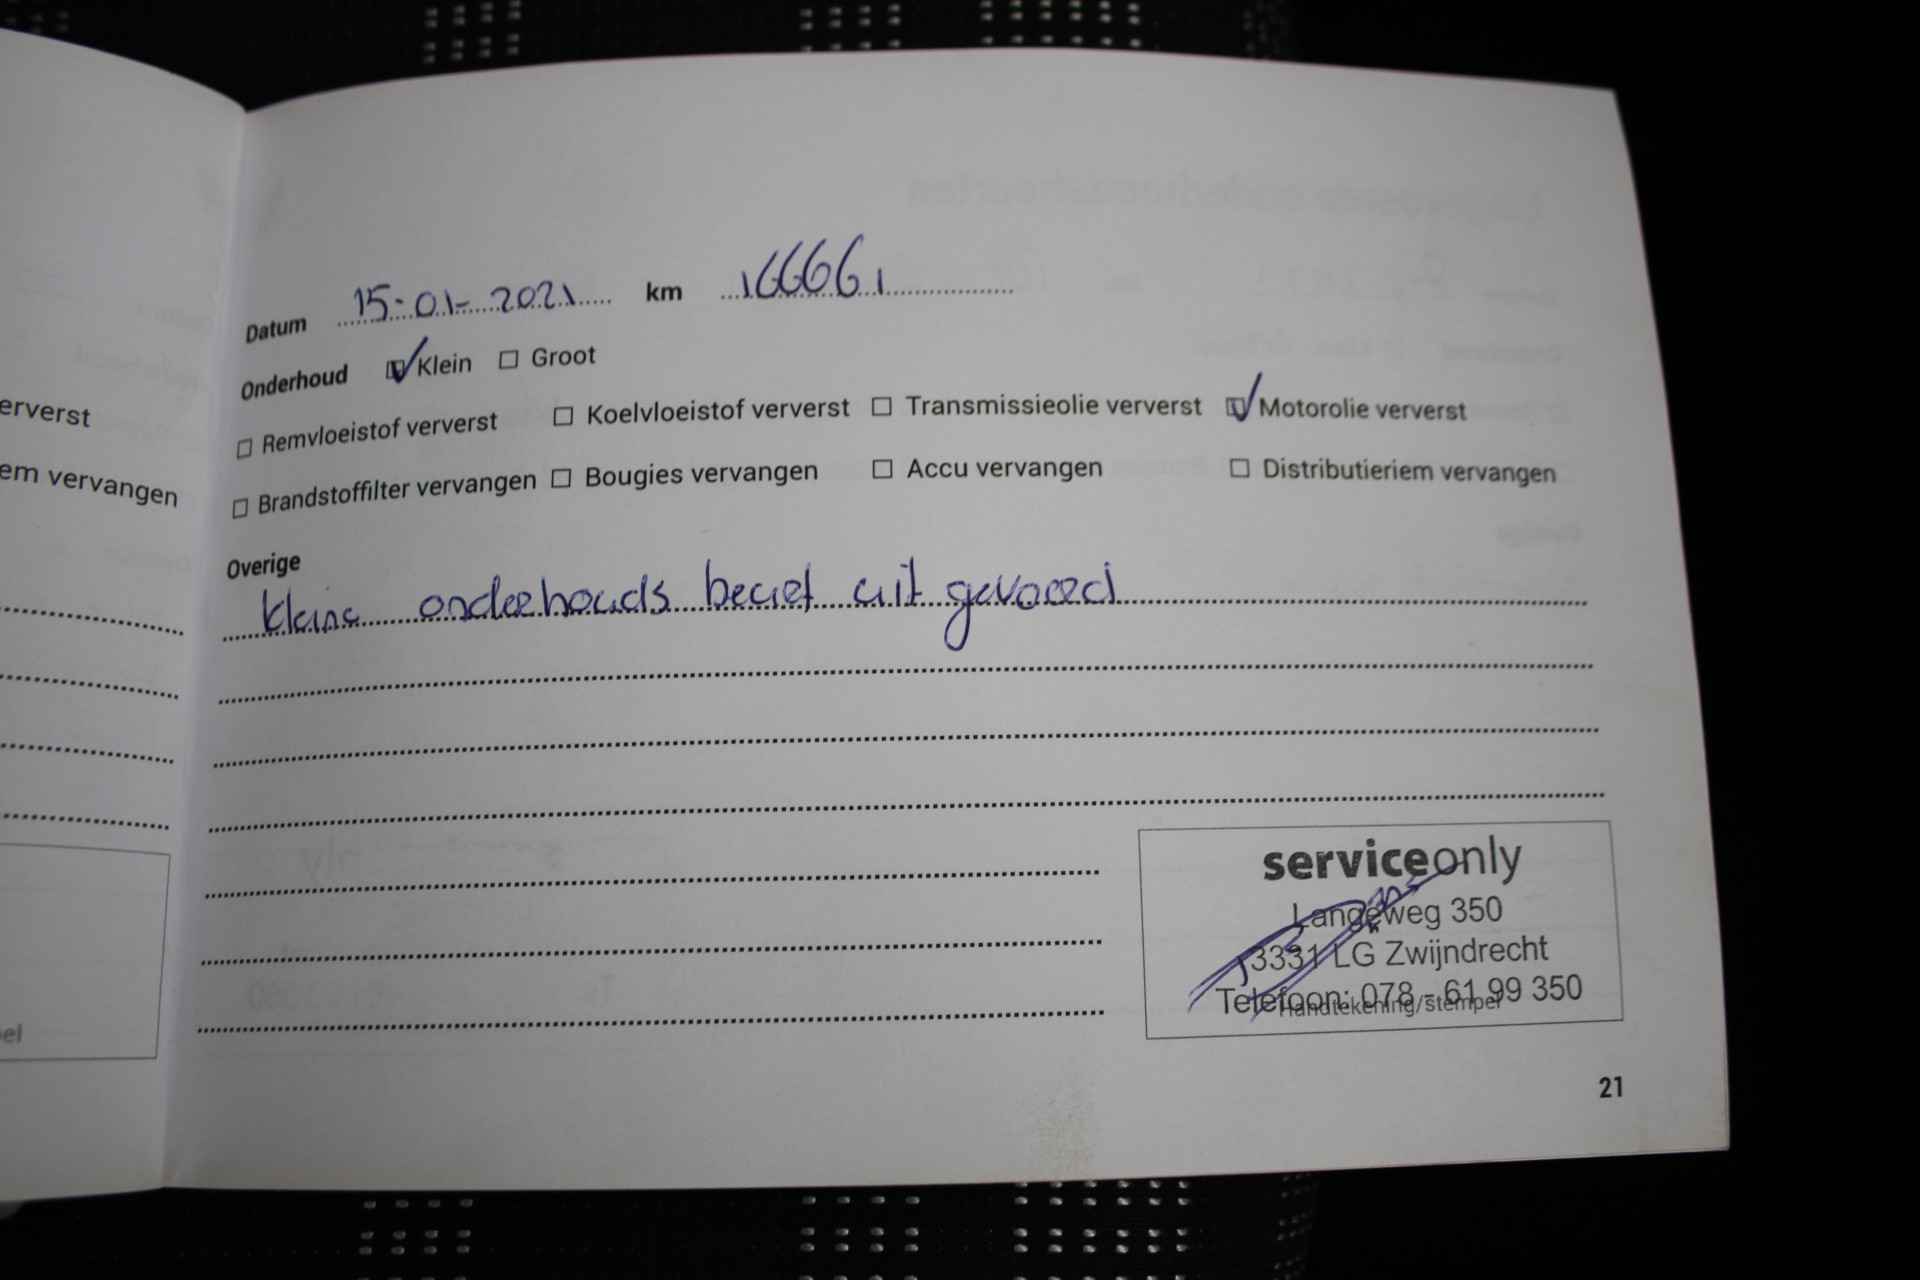 erverst
em vervangen
el
Datum 15-01-2021 km 166661
Onderhoud ☑ Klein ☐ Groot
☐ Remvloeistof ververst ☐ Koelvloeistof ververst ☐ Transmissieolie ververst ☑ Motorolie ververst
☐ Brandstoffilter vervangen ☐ Bougies vervangen ☐ Accu vervangen ☐ Distributieriem vervangen
Overige
kleine onderhouds beurt uit gevoerd
serviceonly
Langeweg 350
3331 LG Zwijndrecht
Telefoon: 078 - 61 99 350
Handtekening/stempel
21